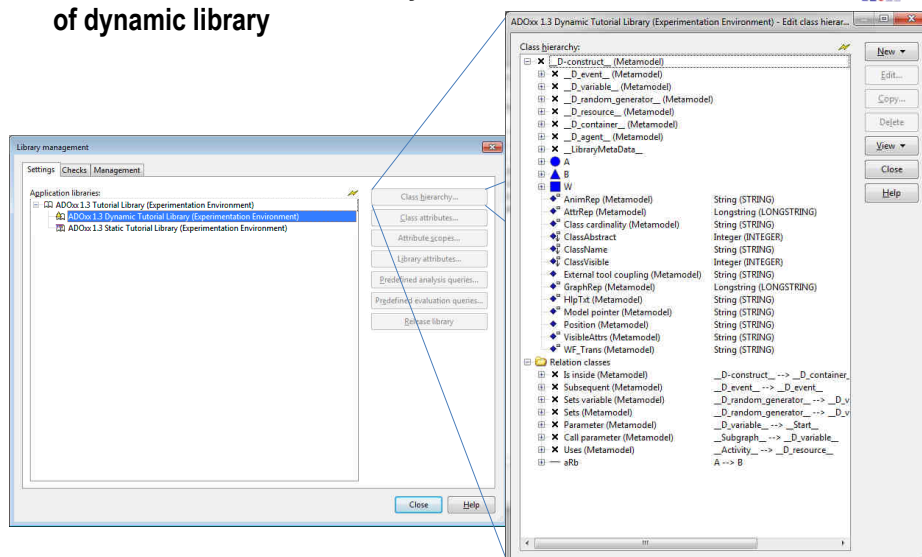 of dynamic library
Library management
Settings Checks Management
Application libraries:
ADOxx 1.3 Tutorial Library (Experimentation Environment)
ADOxx 1.3 Dynamic Tutorial Library (Experimentation Environment)
ADOxx 1.3 Static Tutorial Library (Experimentation Environment)
Class hierarchy...
Class attributes...
Attribute scopes...
Library attributes...
Predefined analysis queries...
Predefined evaluation queries...
Release library
Close Help
ADOxx 1.3 Dynamic Tutorial Library (Experimentation Environment) - Edit class hierar...
Class hierarchy:
__D-construct__ (Metamodel)
__D_event__ (Metamodel)
__D_variable__ (Metamodel)
__D_random_generator__ (Metamodel)
__D_resource__ (Metamodel)
__D_container__ (Metamodel)
__D_agent__ (Metamodel)
__LibraryMetaData__
A
B
W
AnimRep (Metamodel) String (STRING)
AttrRep (Metamodel) Longstring (LONGSTRING)
Class cardinality (Metamodel) String (STRING)
ClassAbstract Integer (INTEGER)
ClassName String (STRING)
ClassVisible Integer (INTEGER)
External tool coupling (Metamodel) String (STRING)
GraphRep (Metamodel) Longstring (LONGSTRING)
HlpTxt (Metamodel) String (STRING)
Model pointer (Metamodel) String (STRING)
Position (Metamodel) String (STRING)
VisibleAttrs (Metamodel) String (STRING)
WF_Trans (Metamodel) String (STRING)
Relation classes
Is inside (Metamodel) __D-construct__ --> __D_container_
Subsequent (Metamodel) __D_event__ --> __D_event__
Sets variable (Metamodel) __D_random_generator__ --> __D_v
Sets (Metamodel) __D_random_generator__ --> __D_v
Parameter (Metamodel) __D_variable__ --> __Start__
Call parameter (Metamodel) __Subgraph__ --> __D_variable__
Uses (Metamodel) __Activity__ --> __D_resource__
aRb A --> B
New
Edit...
Copy...
Delete
View
Close
Help